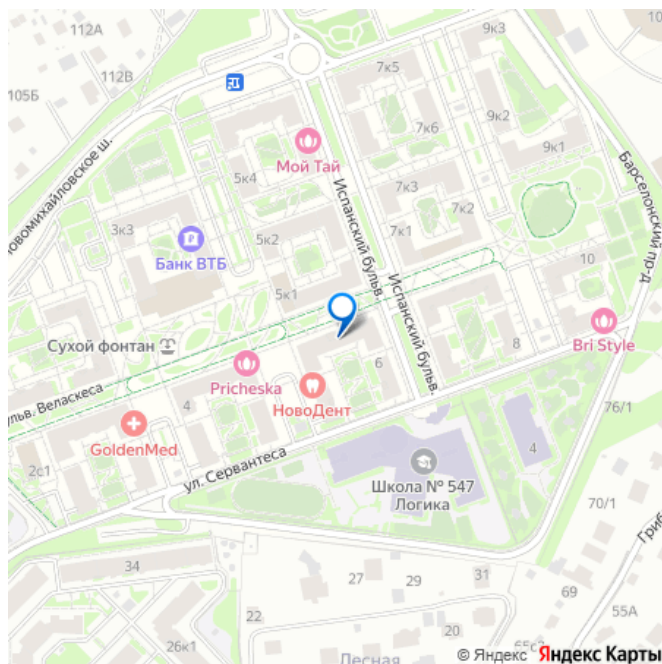 112А
9к3
112В
7к5
105Б
9к2
7к6
Мой Тай
9к1
5к4
Новомихайловское ш.
Испанский бульв.
Барселонский пр-д
7к3
7к2
3к3
5к2
7к1
Банк ВТБ
10
Испанский бульв.
5к1
Сухой фонтан
Bri Style
8
Pricheska
6
бульв. Веласкеса
НовоДент
4
76/1
GoldenMed
4
2с1
ул. Сервантеса
Школа № 547
Логика
70/1
34
27
29
31
69
22
55А
26к1
20
Лесная
© Яндекс Яндекс Карты